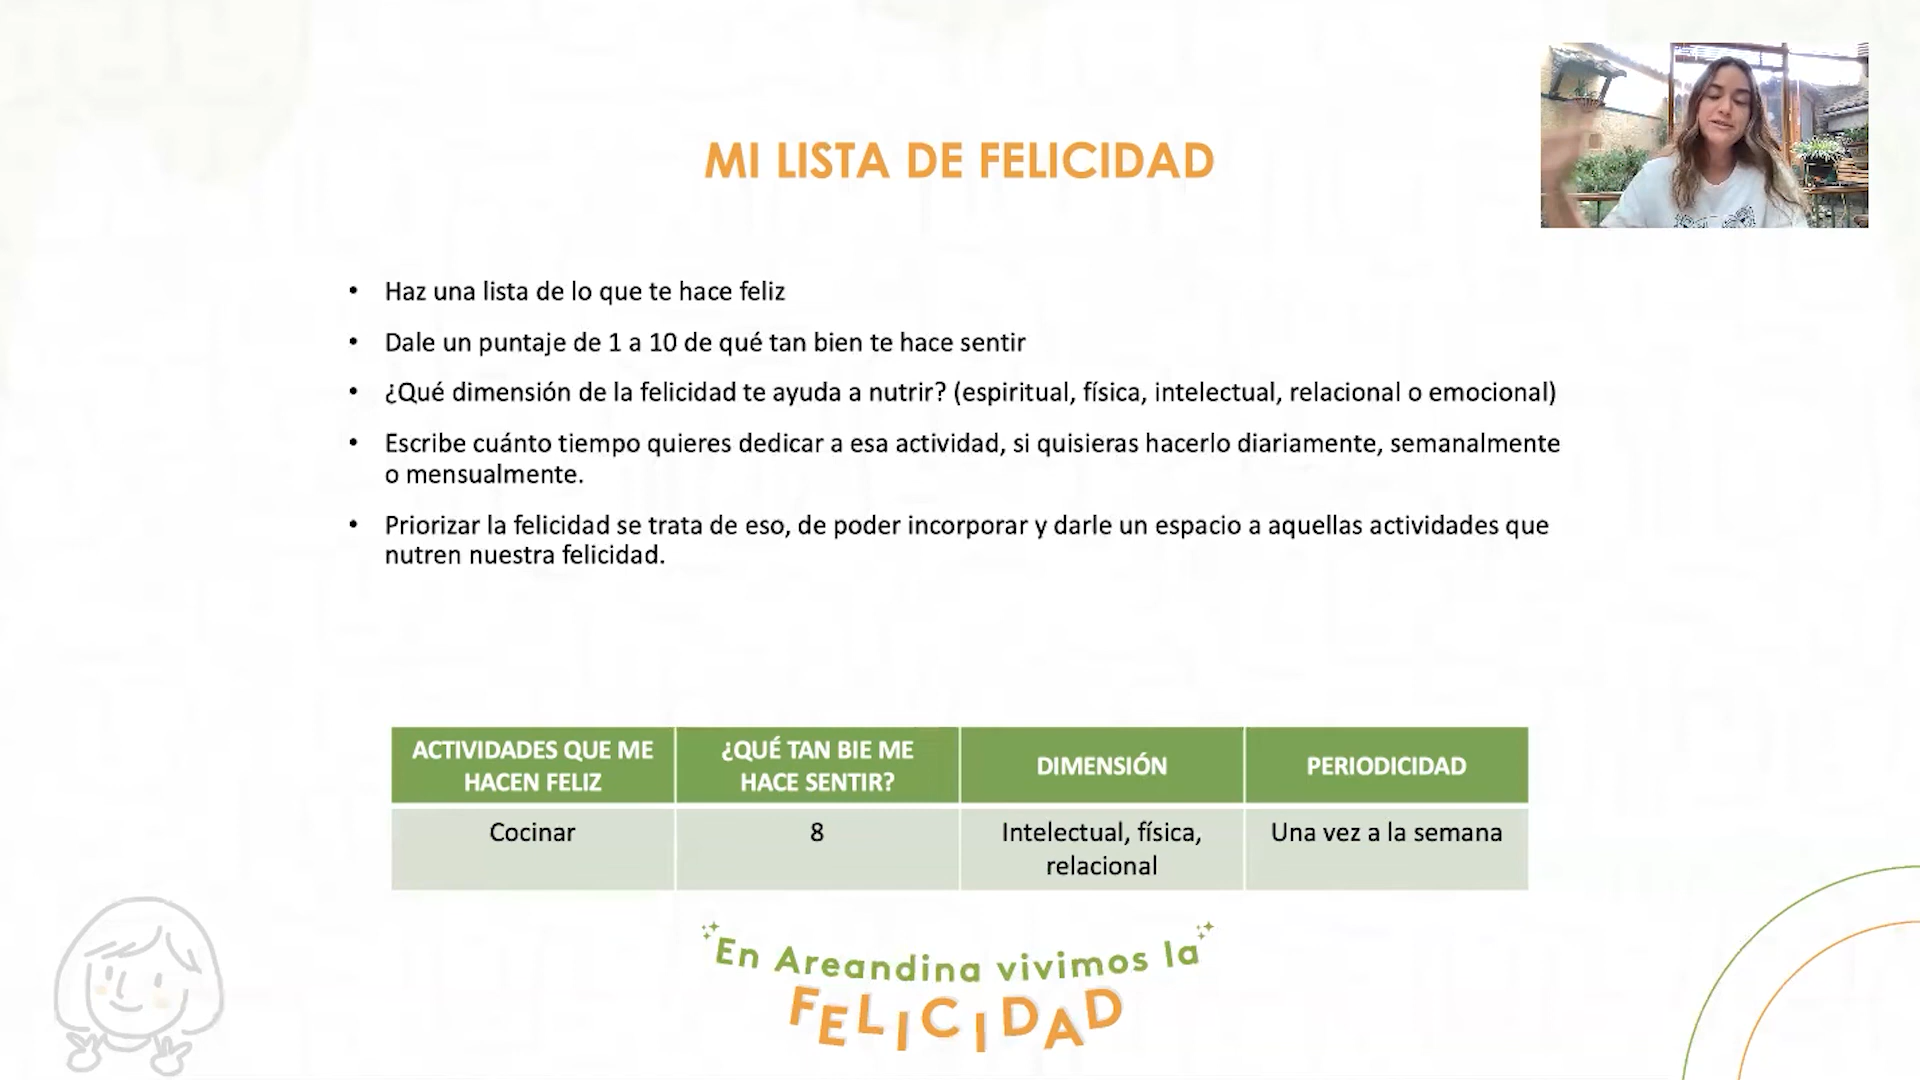 MI LISTA DE FELICIDAD
• Haz una lista de lo que te hace feliz
• Dale un puntaje de 1 a 10 de qué tan bien te hace sentir
• ¿Qué dimensión de la felicidad te ayuda a nutrir? (espiritual, física, intelectual, relacional o emocional)
• Escribe cuánto tiempo quieres dedicar a esa actividad, si quisieras hacerlo diariamente, semanalmente
o mensualmente.
• Priorizar la felicidad se trata de eso, de poder incorporar y darle un espacio a aquellas actividades que
nutren nuestra felicidad.
ACTIVIDADES QUE ME
HACEN FELIZ
¿QUÉ TAN BIE ME
HACE SENTIR?
DIMENSIÓN
PERIODICIDAD
Cocinar
8
Intelectual, física,
relacional
Una vez a la semana
En Areandina vivimos la
FELICIDAD